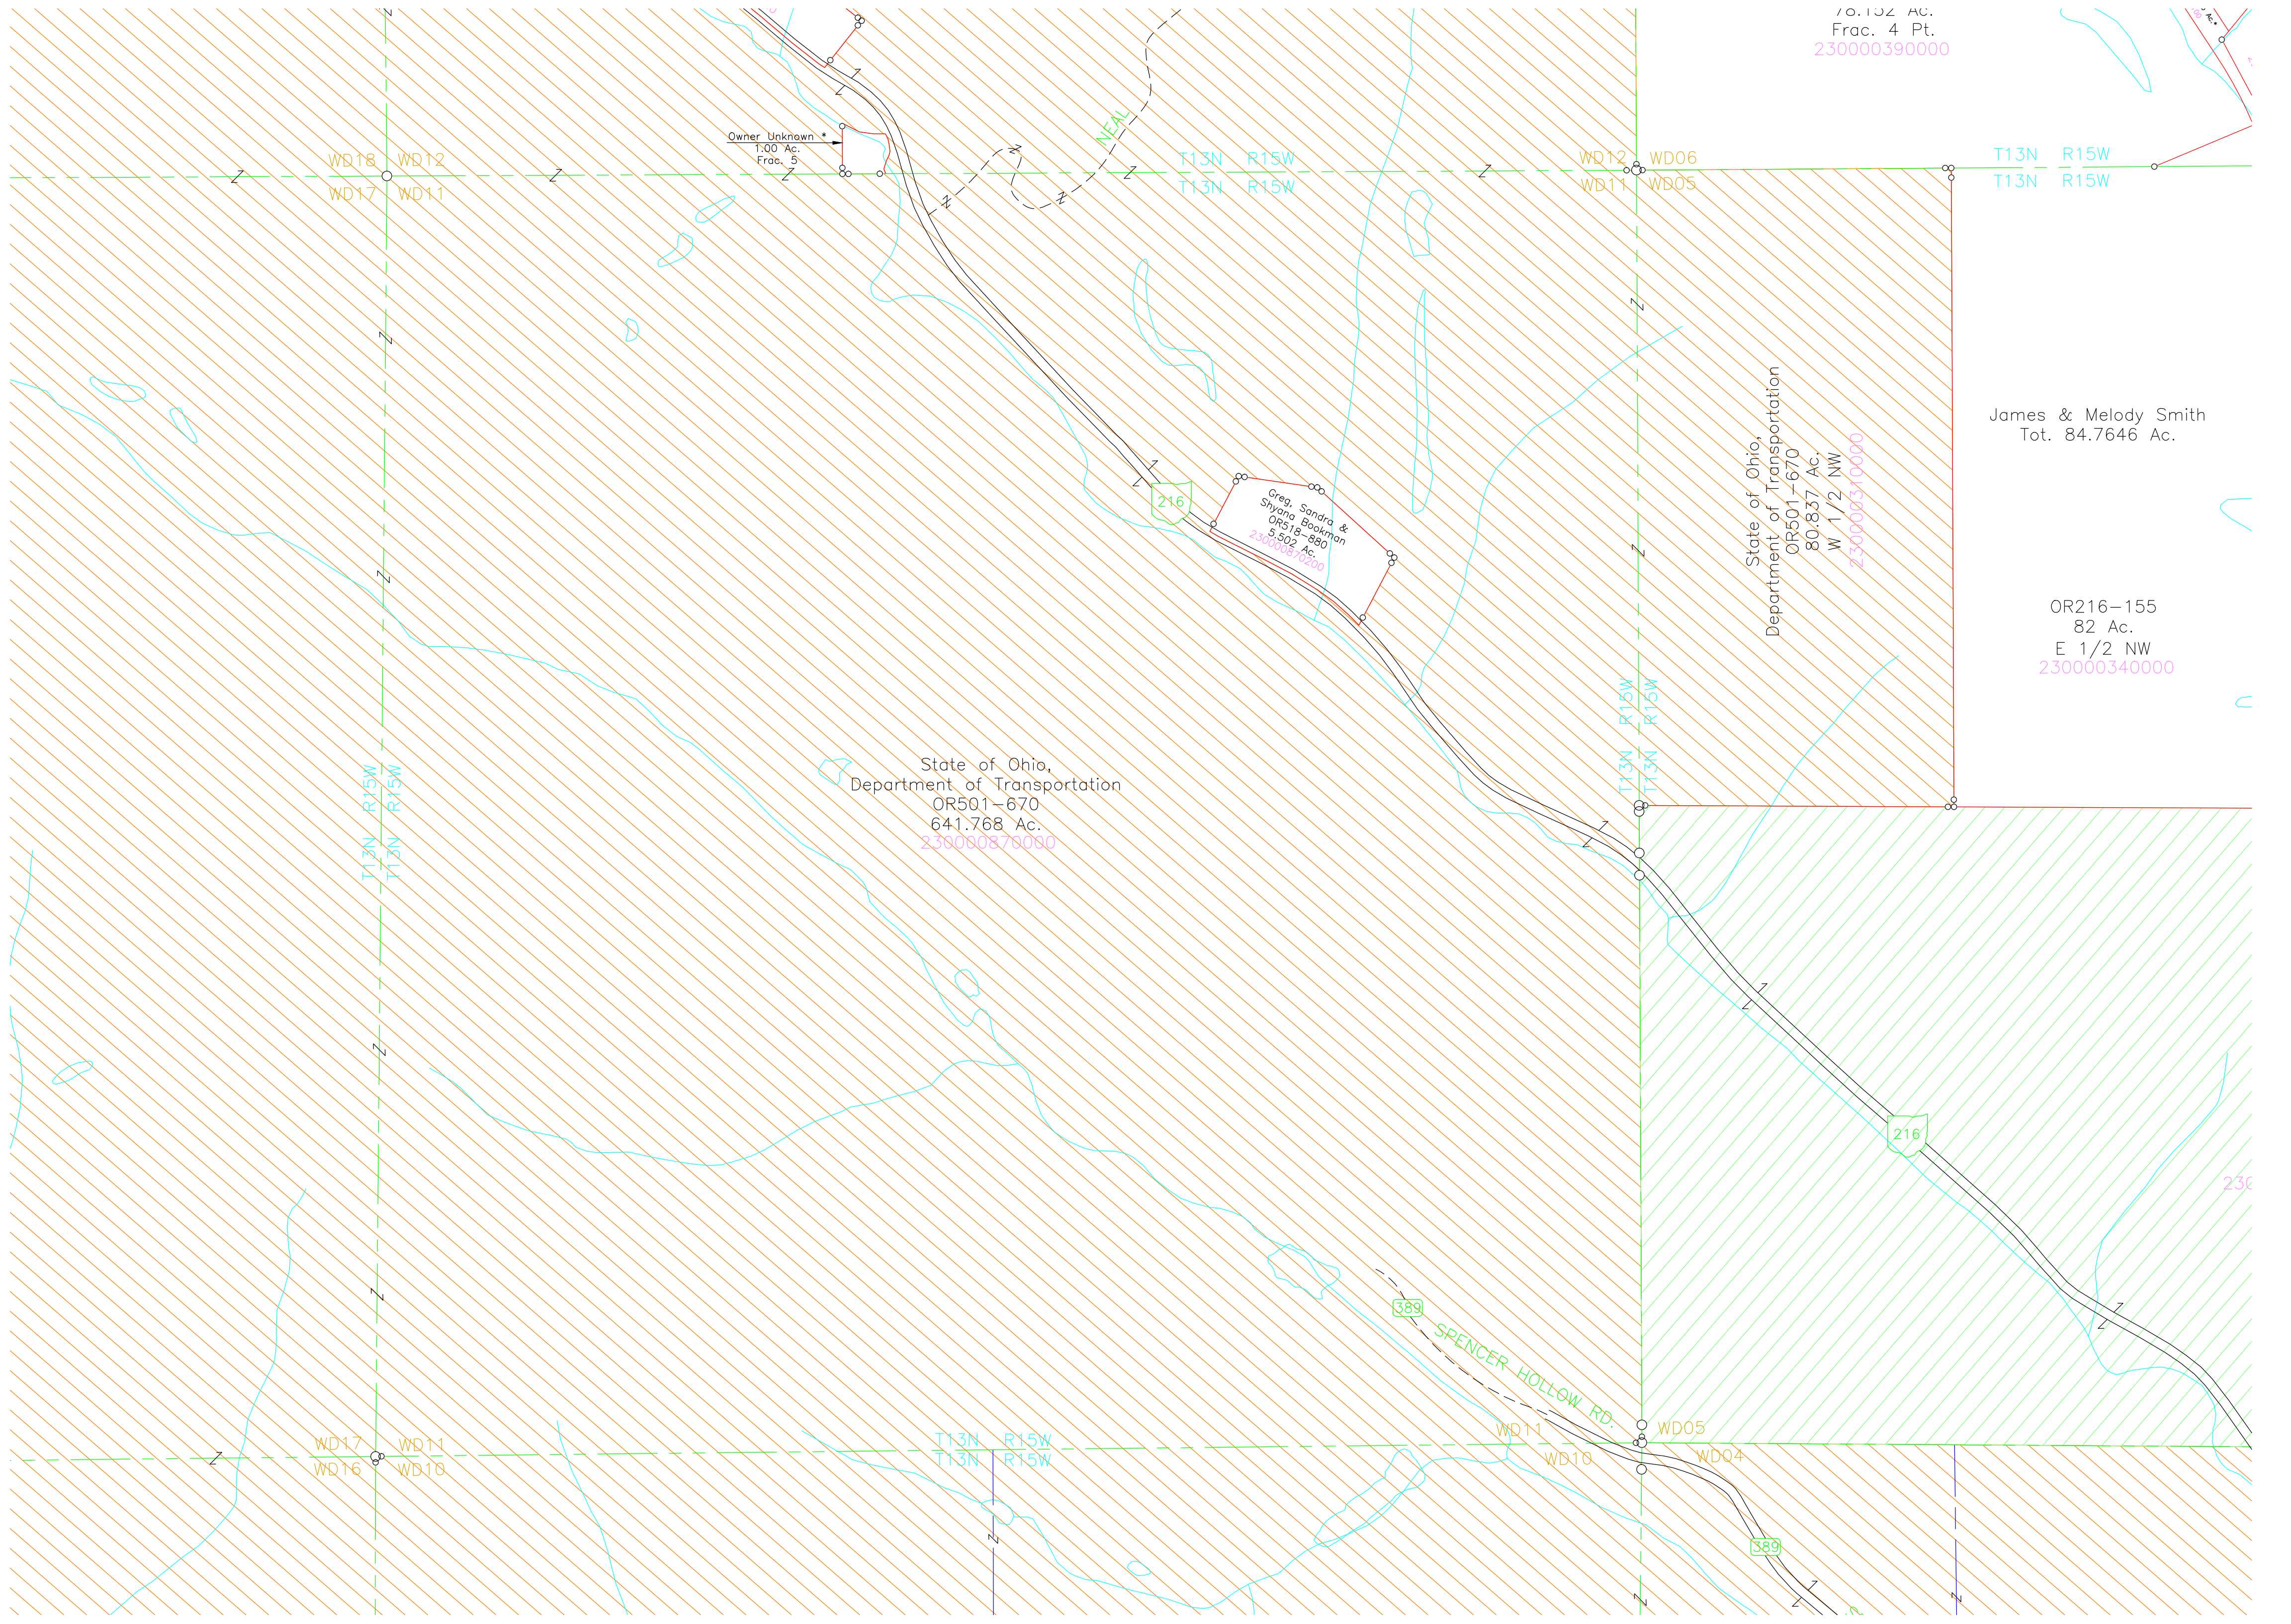 78.152 Ac.
Frac. 4 Pt.
230000390000
Owner Unknown *
1.00 Ac.
Frac. 5
NEAL
WD18 WD12
WD17 WD11
T13N R15W
T13N R15W
WD12 WD06
WD11 WD05
T13N R15W
T13N R15W
216
Greg, Sandra &
Shyana Bookman
OR518-880
5.502 Ac.
230000870200
State of Ohio,
Department of Transportation
OR501-670
80.837 Ac.
W 1/2 NW
230000310000
James & Melody Smith
Tot. 84.7646 Ac.
OR216-155
82 Ac.
E 1/2 NW
230000340000
T13N R15W
T13N R15W
T13N R15W
T13N R15W
State of Ohio,
Department of Transportation
OR501-670
641.768 Ac.
230000870000
216
230
389
SPENCER HOLLOW RD.
WD17 WD11
WD16 WD10
T13N R15W
T13N R15W
WD11 WD05
WD10 WD04
389